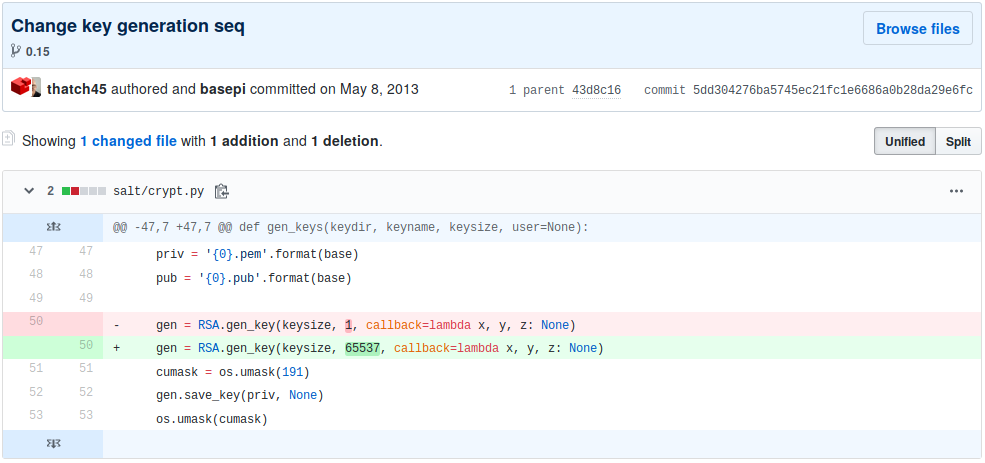 Change key generation seq
Browse files
0.15
thatch45 authored and basepi committed on May 8, 2013
1 parent 43d8c16 commit 5dd304276ba5745ec21fc1e6686a0b28da29e6fc
Showing 1 changed file with 1 addition and 1 deletion.
Unified Split
2 salt/crypt.py
@@ -47,7 +47,7 @@ def gen_keys(keydir, keyname, keysize, user=None):
47 47 priv = '{0}.pem'.format(base)
48 48 pub = '{0}.pub'.format(base)
49 49
50 - gen = RSA.gen_key(keysize, 1, callback=lambda x, y, z: None)
50 + gen = RSA.gen_key(keysize, 65537, callback=lambda x, y, z: None)
51 51 cumask = os.umask(191)
52 52 gen.save_key(priv, None)
53 53 os.umask(cumask)